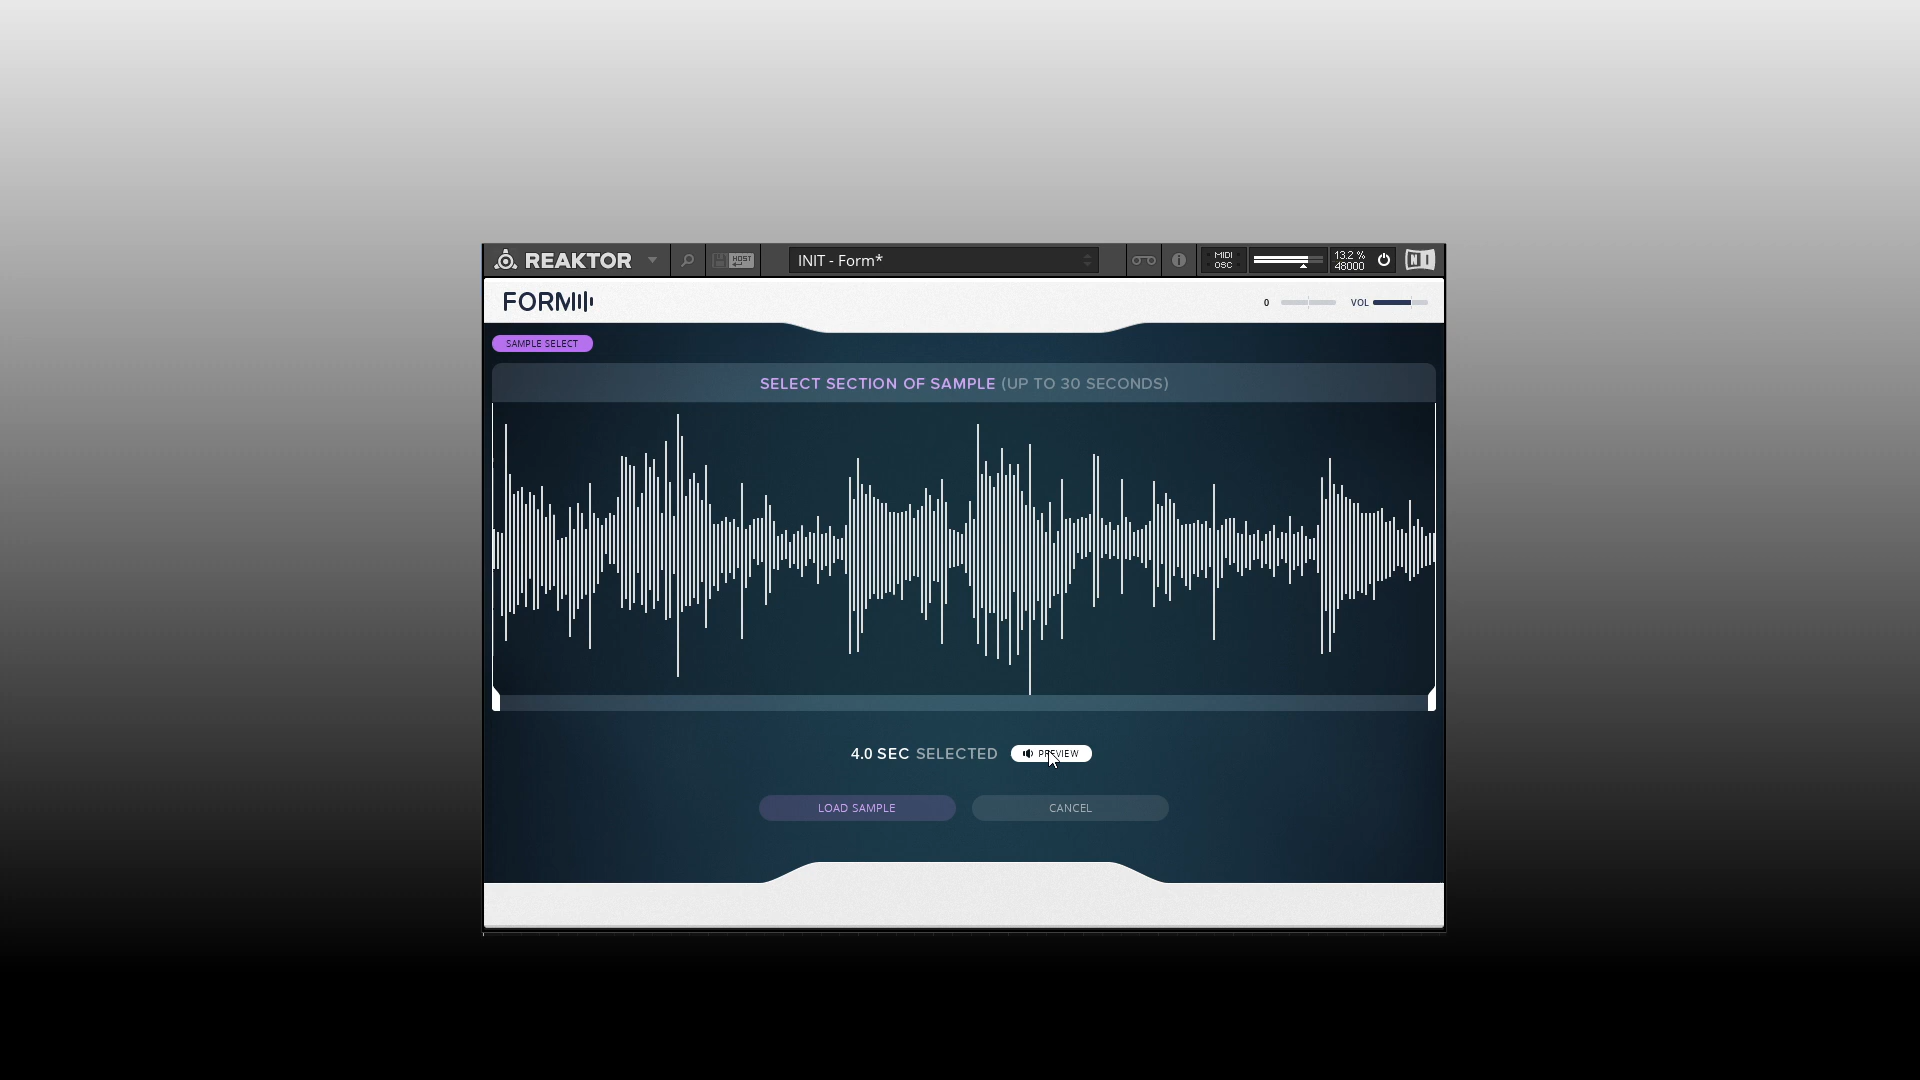 REAKTOR
HOST
INIT - Form*
MIDI
OSC
13.2 %
48000
NI
FORM
0
VOL
SAMPLE SELECT
SELECT SECTION OF SAMPLE (UP TO 30 SECONDS)
4.0 SEC SELECTED
PREVIEW
LOAD SAMPLE
CANCEL